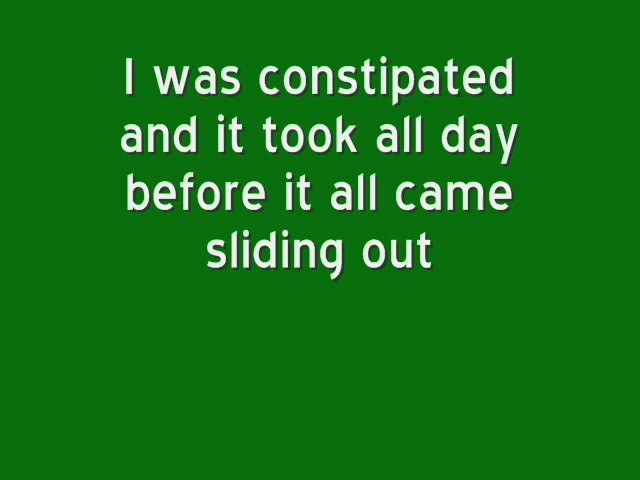 I was constipated
and it took all day
before it all came
sliding out